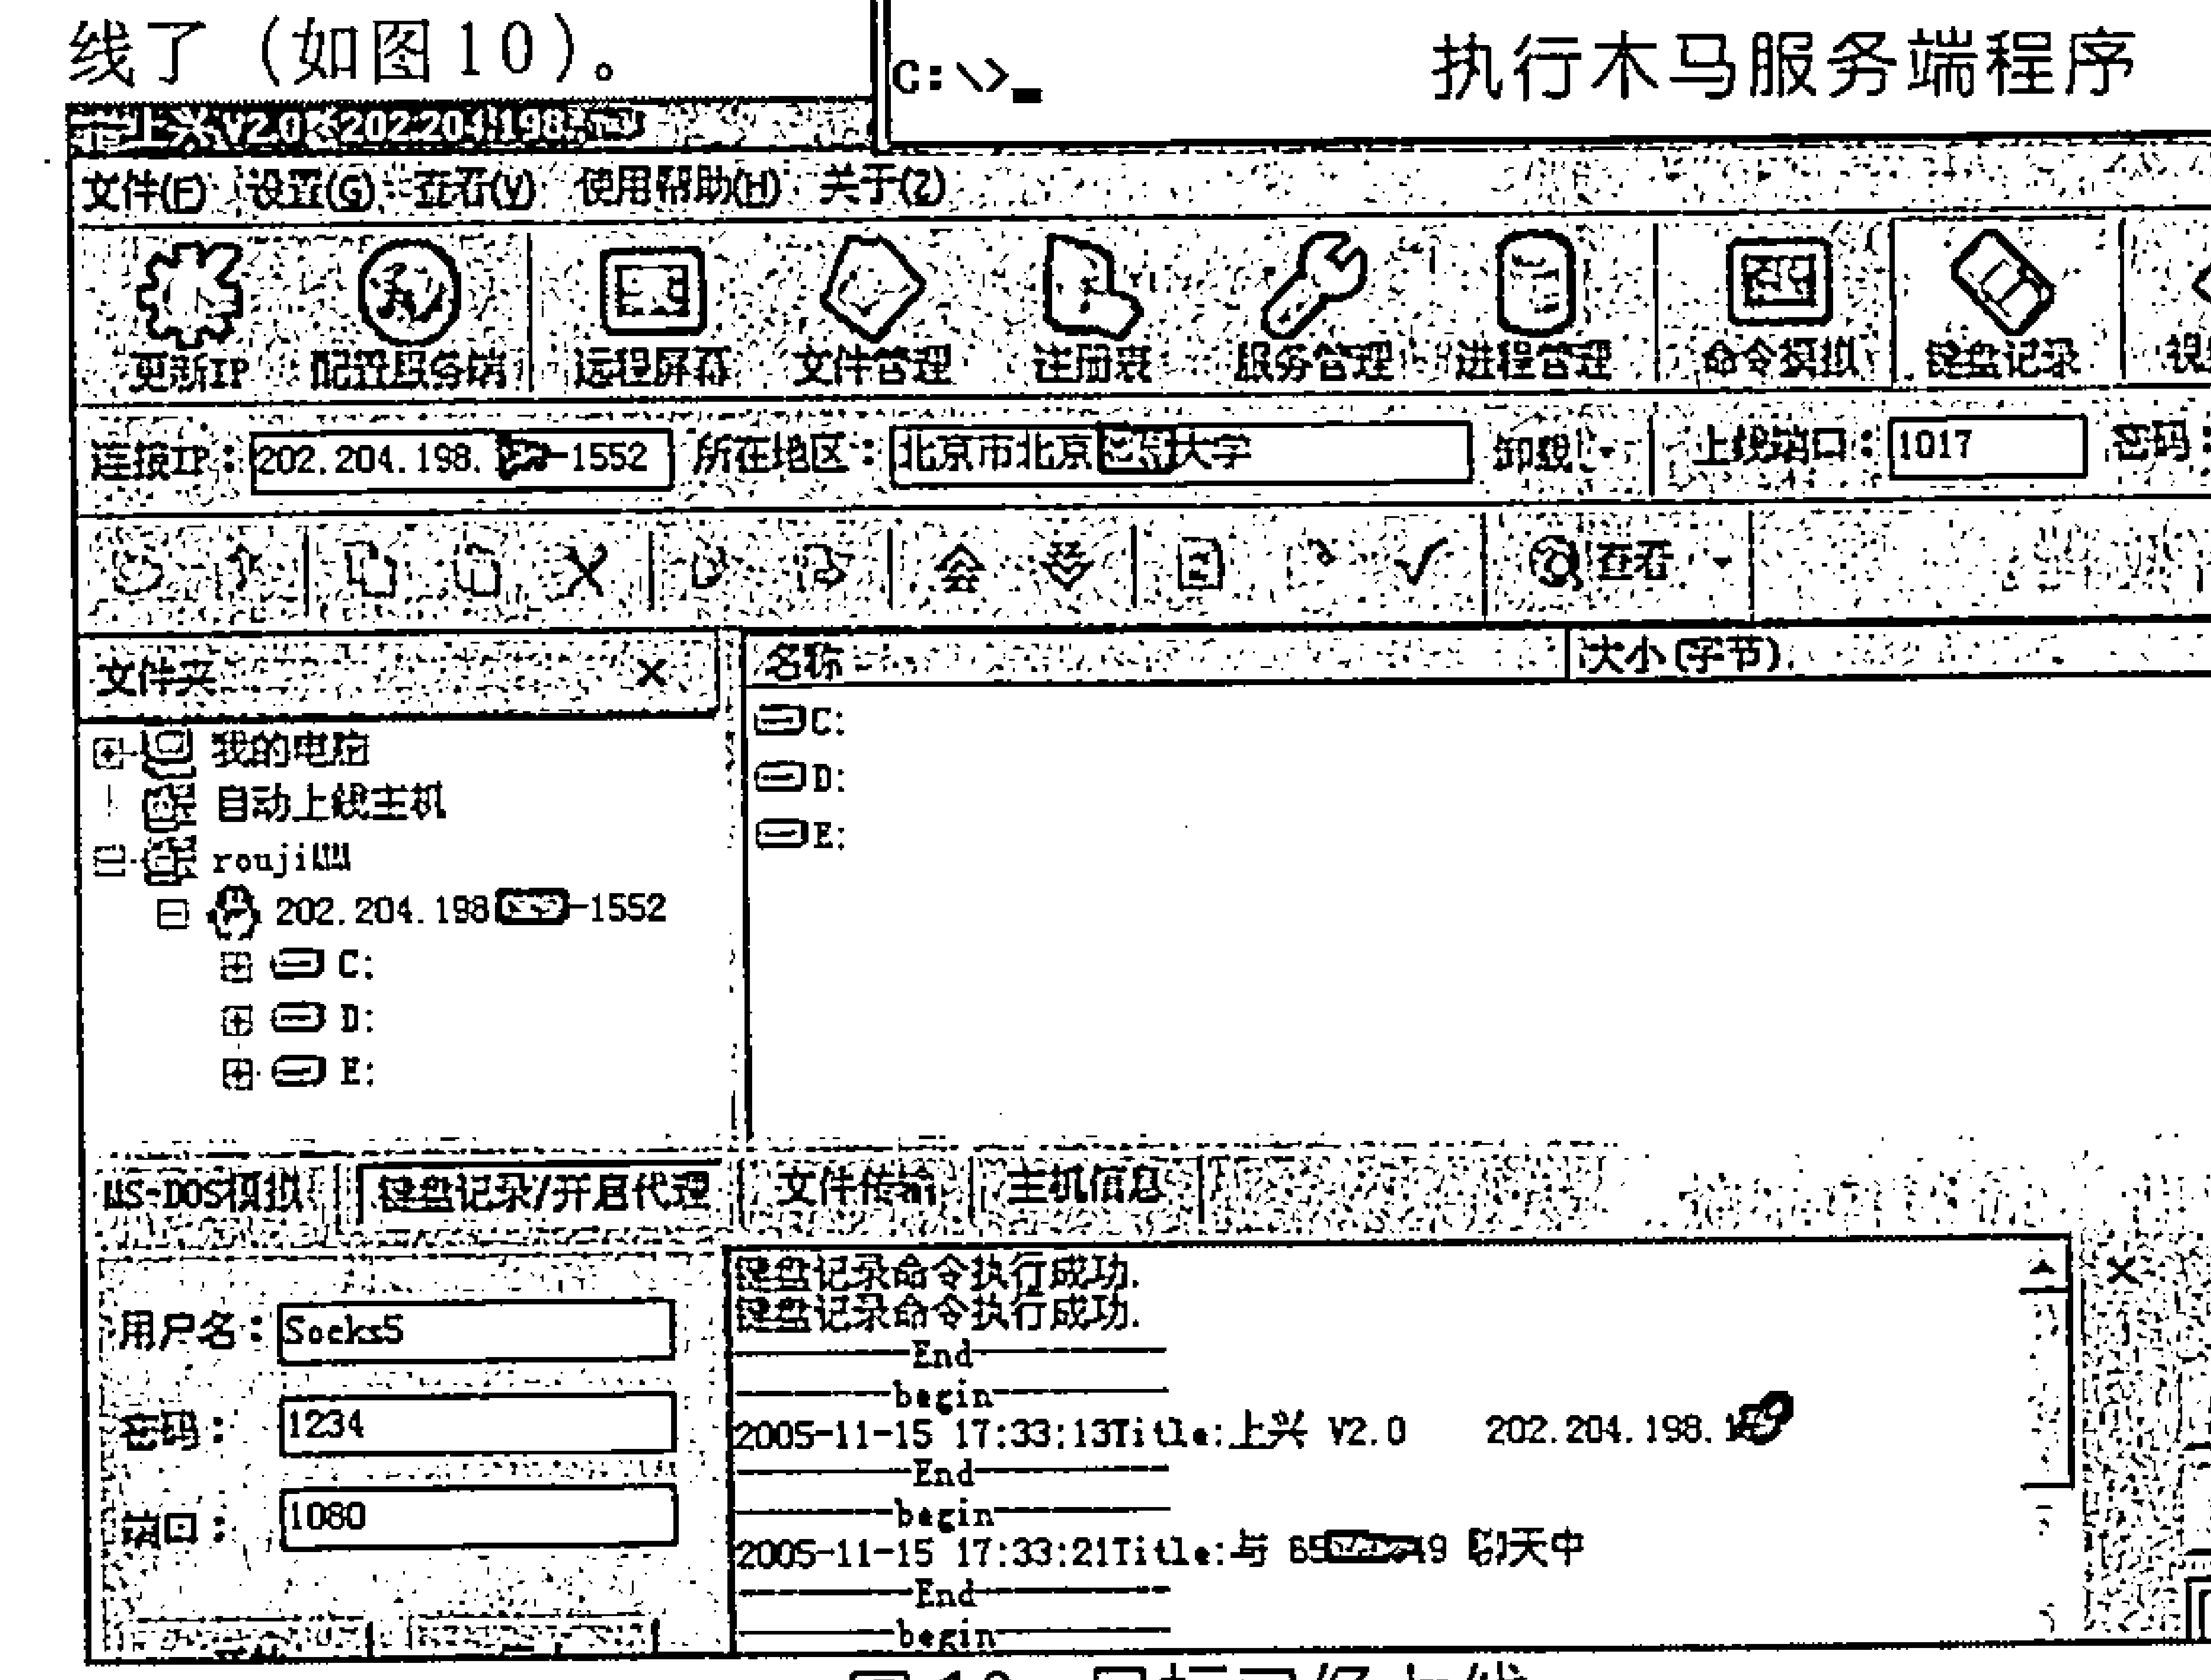 线了（如图10）。
C:\>
执行木马服务端程序
上兴 V2.0 202.204.198.
文件(F) 设置(G) 查看(V) 使用帮助(H) 关于(Z)
更新IP 配置服务端 远程屏幕 文件管理 注册表 服务管理 进程管理 命令模拟 键盘记录
连接IP: 202.204.198. -1552 所在地区: 北京市北京 大学 卸载 上线端口: 1017 密码:
查看
文件夹 名称 大小(字节)
我的电脑
自动上线主机
rouji
202.204.198 -1552
C:
D:
E:
C:
D:
E:
MS-DOS模拟 键盘记录/开启代理 文件传输 主机信息
用户名: Socks5
密码: 1234
端口: 1080
键盘记录命令执行成功.
键盘记录命令执行成功.
End
begin
2005-11-15 17:33:13Title:上兴 V2.0 202.204.198.
End
begin
2005-11-15 17:33:21Title:与 聊天中
End
begin